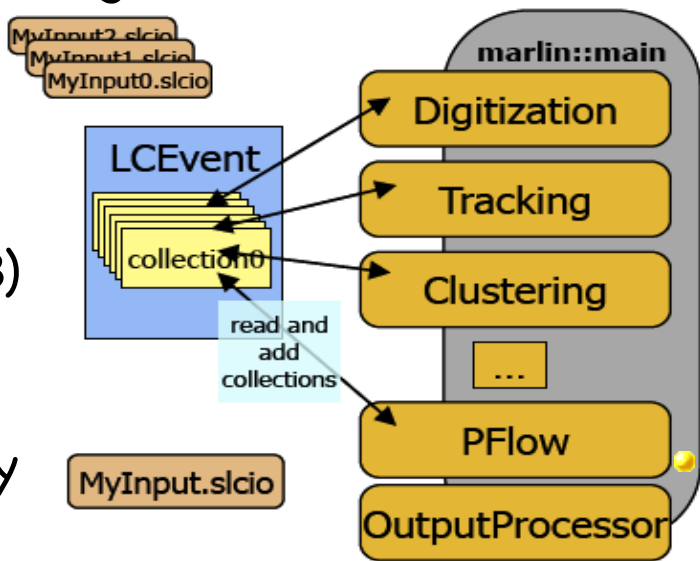 MyInput2.slcio
MyInput1.slcio
MyInput0.slcio
marlin::main
Digitization
LCEvent
Tracking
collection0
Clustering
read and
add
collections
...
PFlow
MyInput.slcio
OutputProcessor